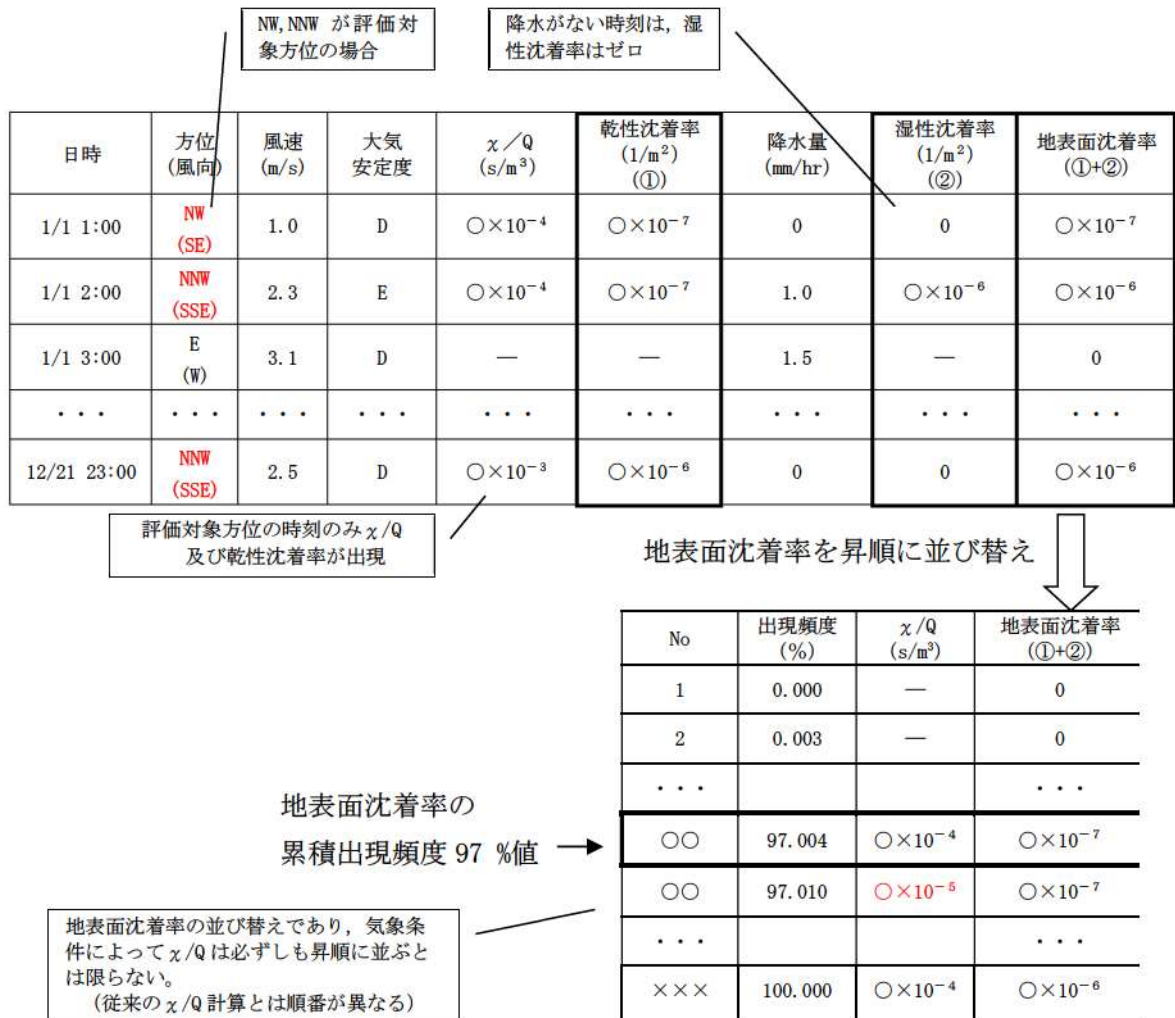 NW,NNW が評価対
象方位の場合
降水がない時刻は，湿
性沈着率はゼロ
日時 方位 (風向) 風速 (m/s) 大気 安定度 χ／Q (s/m³) 乾性沈着率 (1/m²) (①) 降水量 (mm/hr) 湿性沈着率 (1/m²) (②) 地表面沈着率 (①+②)
1/1 1:00 NW (SE) 1.0 D ○×10⁻⁴ ○×10⁻⁷ 0 0 ○×10⁻⁷
1/1 2:00 NNW (SSE) 2.3 E ○×10⁻⁴ ○×10⁻⁷ 1.0 ○×10⁻⁶ ○×10⁻⁶
1/1 3:00 E (W) 3.1 D — — 1.5 — 0
・・・ ・・・ ・・・ ・・・ ・・・ ・・・ ・・・ ・・・ ・・・
12/21 23:00 NNW (SSE) 2.5 D ○×10⁻³ ○×10⁻⁶ 0 0 ○×10⁻⁶
評価対象方位の時刻のみχ/Q
及び乾性沈着率が出現
地表面沈着率を昇順に並び替え
No 出現頻度 (%) χ/Q (s/m³) 地表面沈着率 (①+②)
1 0.000 — 0
2 0.003 — 0
・・・ ・・・
地表面沈着率の
累積出現頻度 97 %値
○○ 97.004 ○×10⁻⁴ ○×10⁻⁷
○○ 97.010 ○×10⁻⁵ ○×10⁻⁷
・・・ ・・・
××× 100.000 ○×10⁻⁴ ○×10⁻⁶
地表面沈着率の並び替えであり，気象条
件によってχ/Qは必ずしも昇順に並ぶと
は限らない。
（従来のχ/Q計算とは順番が異なる）